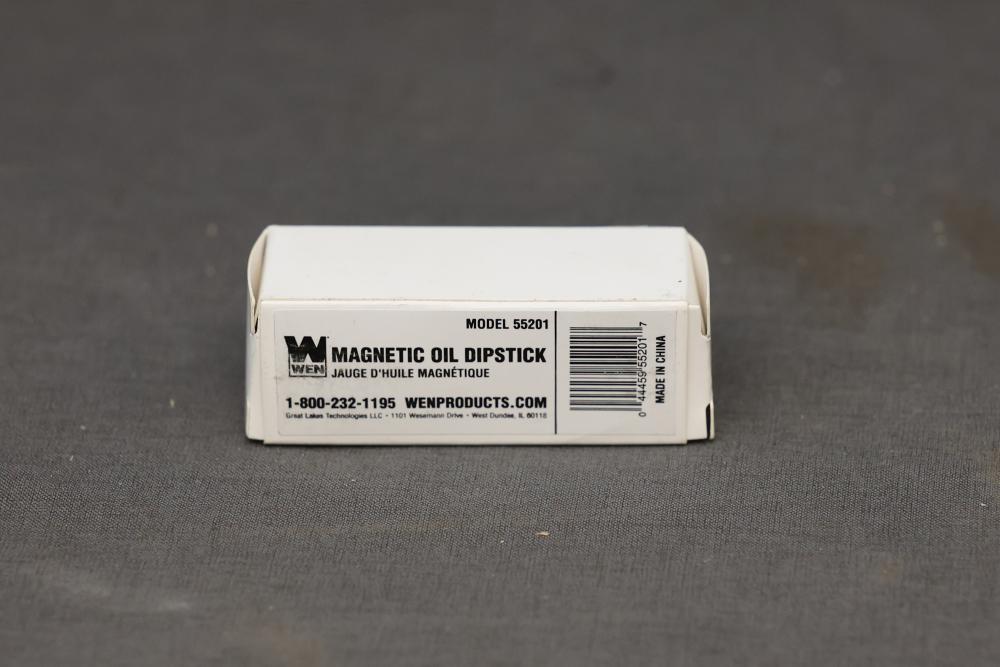 MODEL 55201
WEN
MAGNETIC OIL DIPSTICK
JAUGE D'HUILE MAGNÉTIQUE
1-800-232-1195 WENPRODUCTS.COM
Great Lakes Technologies LLC - 1101 Wesemann Drive - West Dundee, IL 60118
0 44459 55201 7
MADE IN CHINA